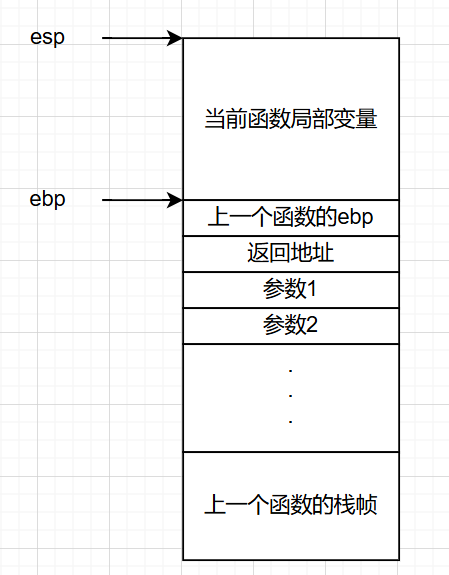 esp
当前函数局部变量
ebp
上一个函数的ebp
返回地址
参数1
参数2
.
.
.
上一个函数的栈帧